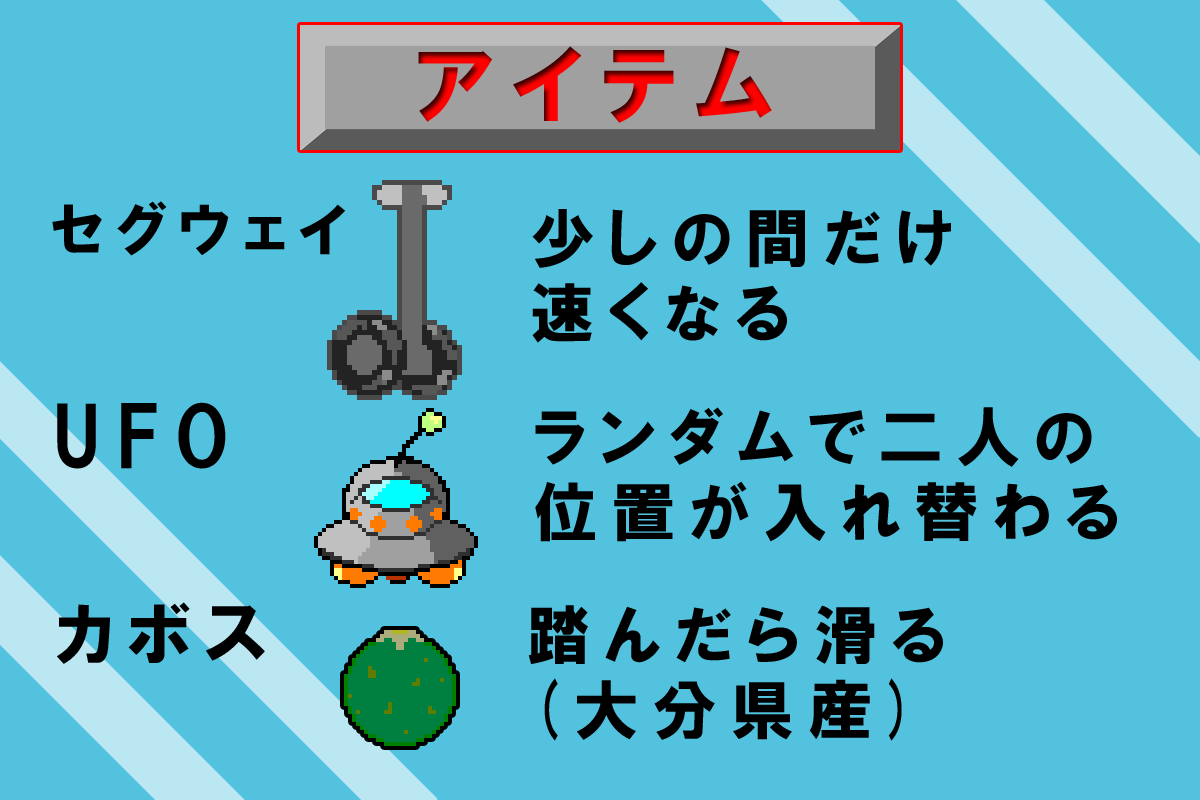 アイテム
セグウェイ
少しの間だけ
速くなる
UFO
ランダムで二人の
位置が入れ替わる
カボス
踏んだら滑る
(大分県産)